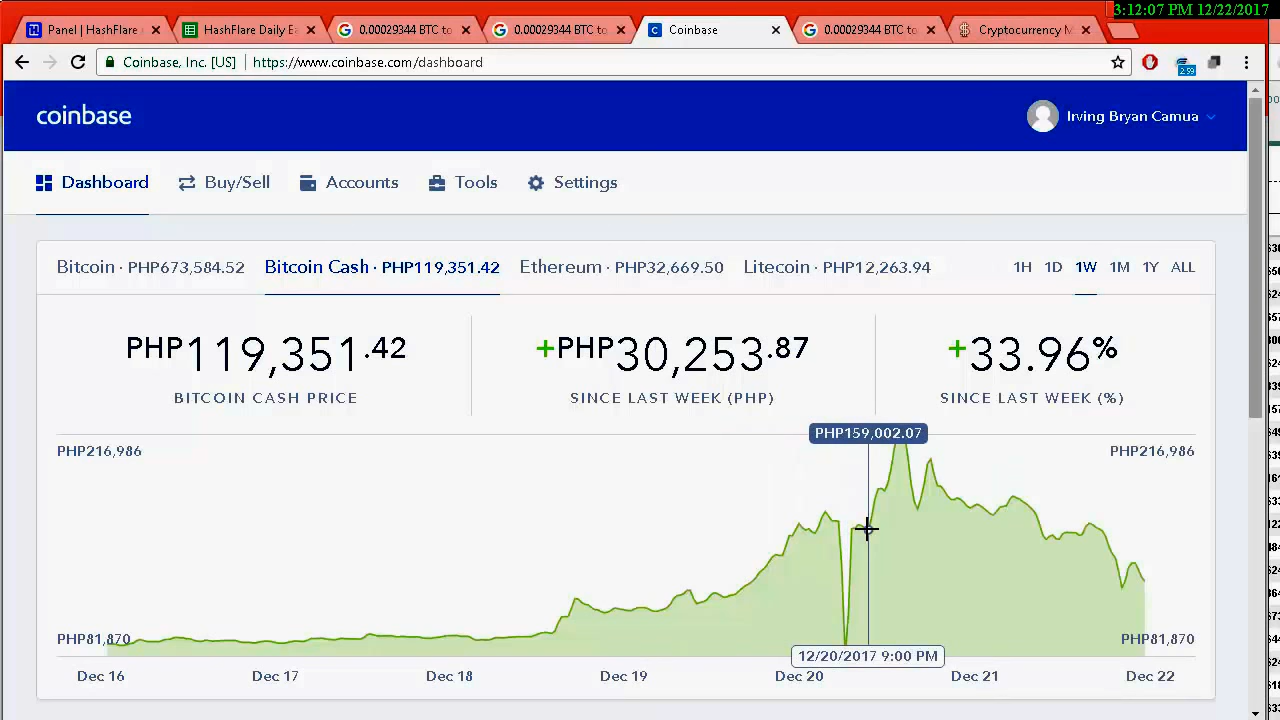 3:12:07 PM 12/22/2017
Panel | HashFlare
HashFlare Daily Ea
0.00029344 BTC to
0.00029344 BTC to
Coinbase
0.00029344 BTC to
Cryptocurrency M
Coinbase, Inc. [US] https://www.coinbase.com/dashboard
2.59
coinbase
Irving Bryan Camua
Dashboard
Buy/Sell
Accounts
Tools
Settings
Bitcoin · PHP673,584.52
Bitcoin Cash · PHP119,351.42
Ethereum · PHP32,669.50
Litecoin · PHP12,263.94
1H 1D 1W 1M 1Y ALL
PHP119,351.42
BITCOIN CASH PRICE
+PHP30,253.87
SINCE LAST WEEK (PHP)
+33.96%
SINCE LAST WEEK (%)
PHP159,002.07
PHP216,986
PHP216,986
PHP81,870
PHP81,870
12/20/2017 9:00 PM
Dec 16 Dec 17 Dec 18 Dec 19 Dec 20 Dec 21 Dec 22